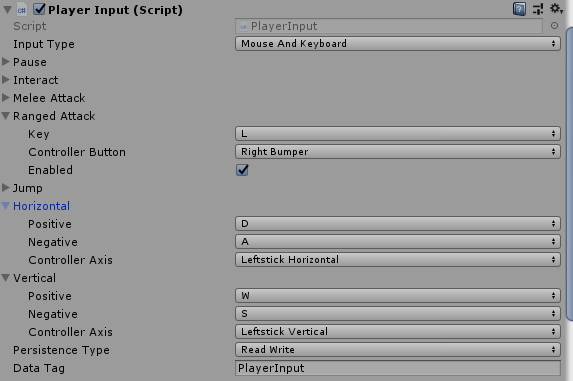 Player Input (Script)
Script PlayerInput
Input Type Mouse And Keyboard
Pause
Interact
Melee Attack
Ranged Attack
Key L
Controller Button Right Bumper
Enabled
Jump
Horizontal
Positive D
Negative A
Controller Axis Leftstick Horizontal
Vertical
Positive W
Negative S
Controller Axis Leftstick Vertical
Persistence Type Read Write
Data Tag PlayerInput